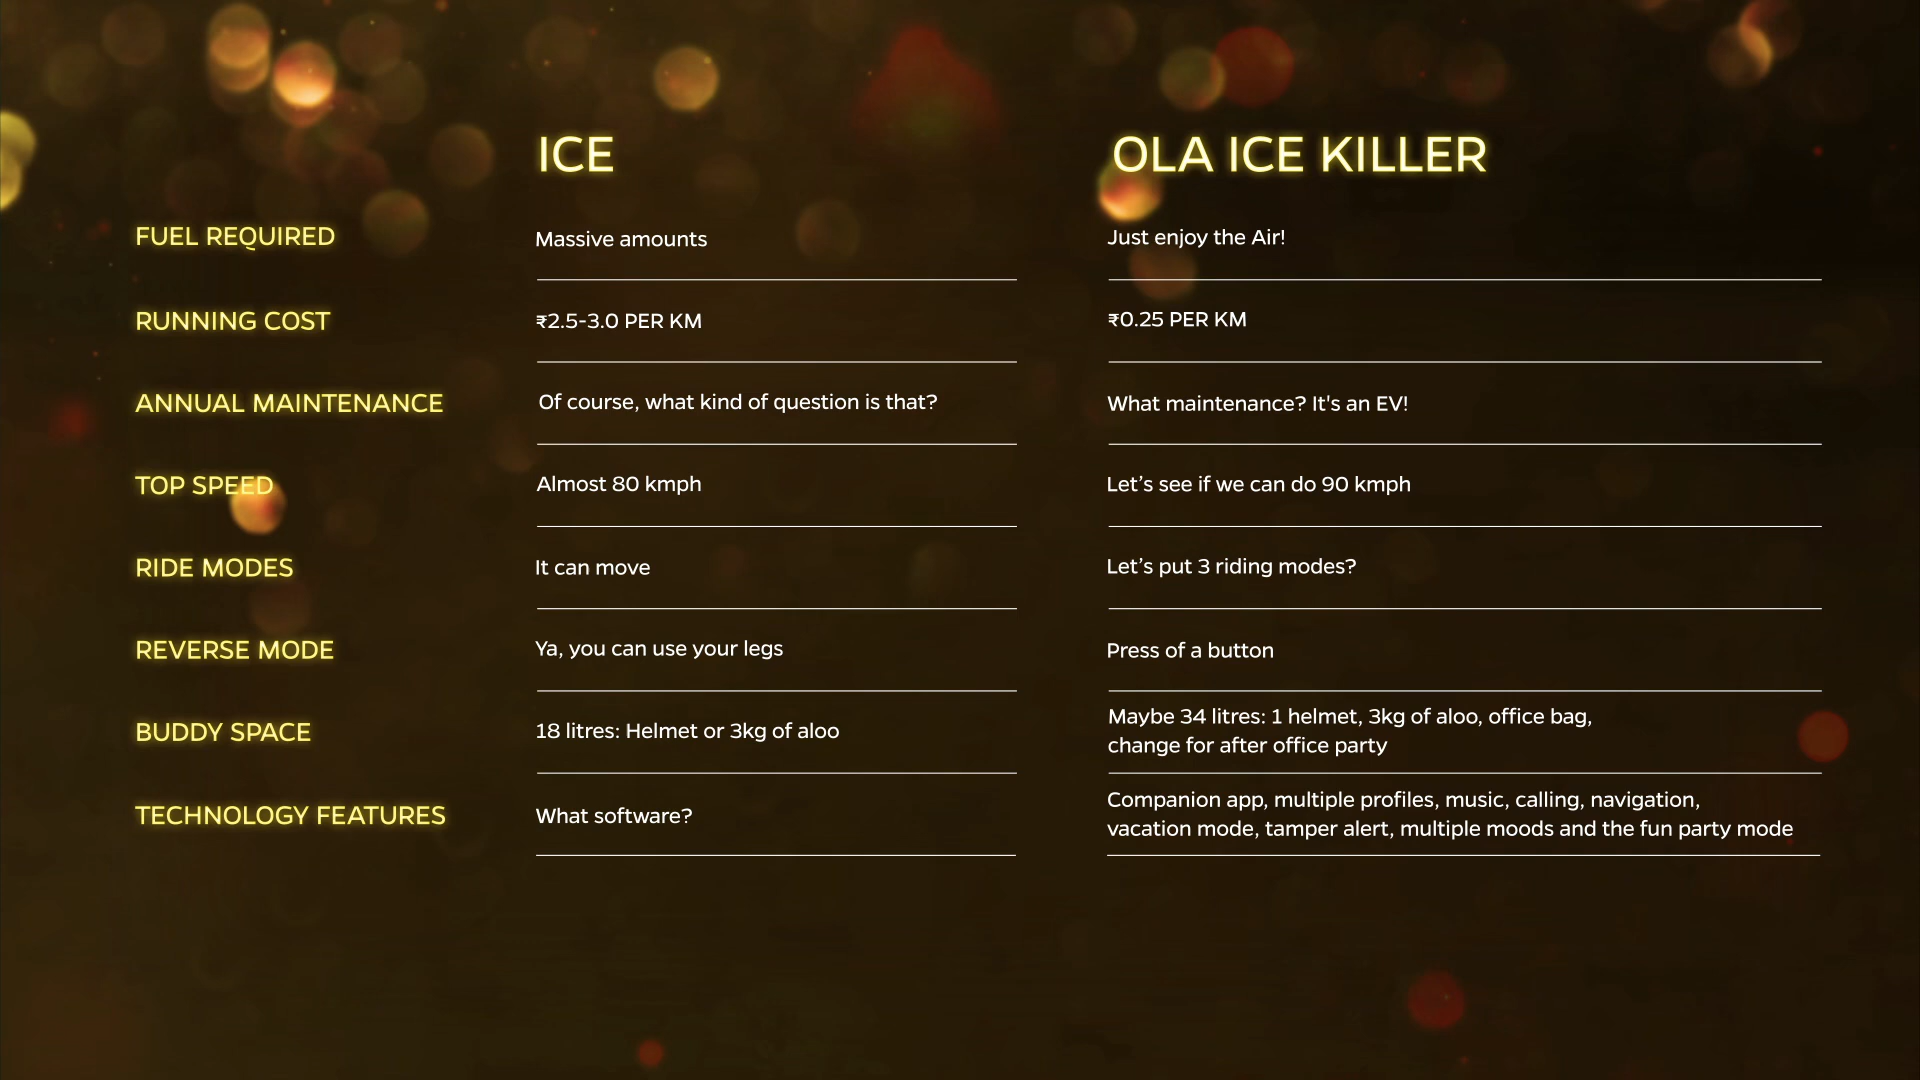 ICE
OLA ICE KILLER
FUEL REQUIRED
Massive amounts
Just enjoy the Air!
RUNNING COST
₹2.5-3.0 PER KM
₹0.25 PER KM
ANNUAL MAINTENANCE
Of course, what kind of question is that?
What maintenance? It's an EV!
TOP SPEED
Almost 80 kmph
Let’s see if we can do 90 kmph
RIDE MODES
It can move
Let’s put 3 riding modes?
REVERSE MODE
Ya, you can use your legs
Press of a button
BUDDY SPACE
18 litres: Helmet or 3kg of aloo
Maybe 34 litres: 1 helmet, 3kg of aloo, office bag,
change for after office party
TECHNOLOGY FEATURES
What software?
Companion app, multiple profiles, music, calling, navigation,
vacation mode, tamper alert, multiple moods and the fun party mode